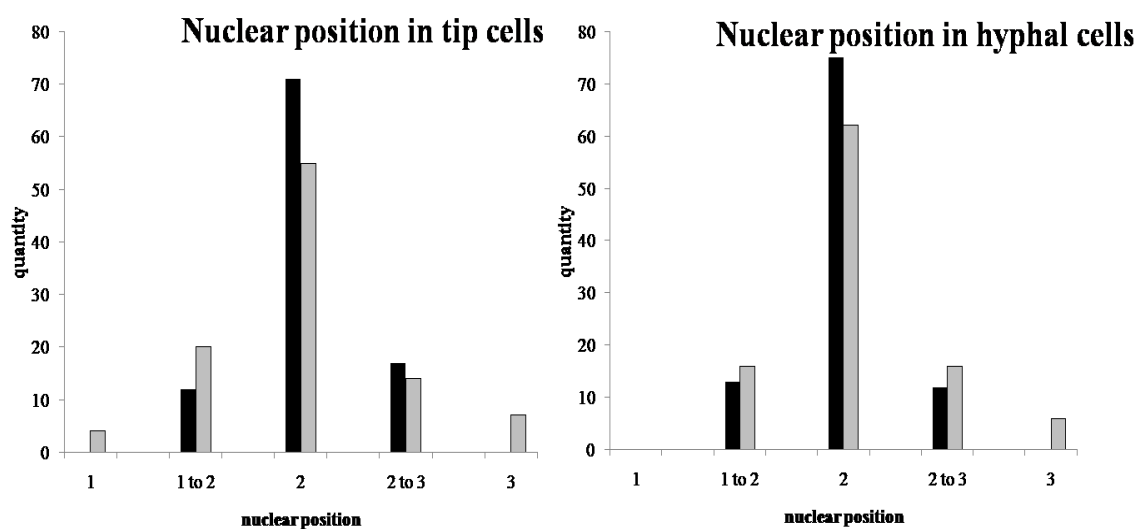 Nuclear position in tip cells
80
70
60
50
40
30
20
10
0
quantity
1
1 to 2
2
2 to 3
3
nuclear position
Nuclear position in hyphal cells
80
70
60
50
40
30
20
10
0
quantity
1
1 to 2
2
2 to 3
3
nuclear position